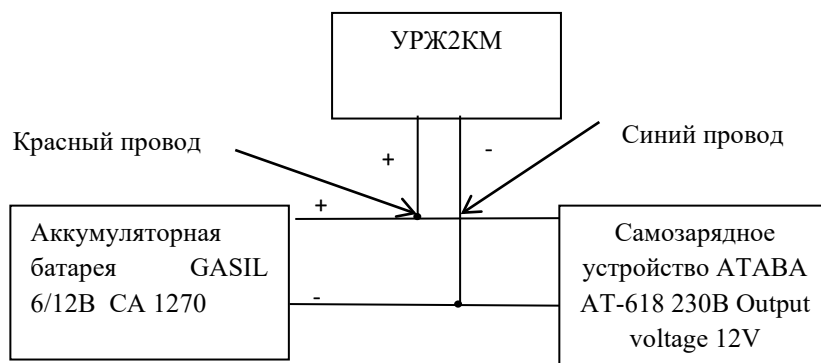 УРЖ2КМ
Красный провод
Синий провод
+
-
+
-
Аккумуляторная
батарея GASIL
6/12В СА 1270
Самозарядное
устройство АТАВА
АТ-618 230В Output
voltage 12V